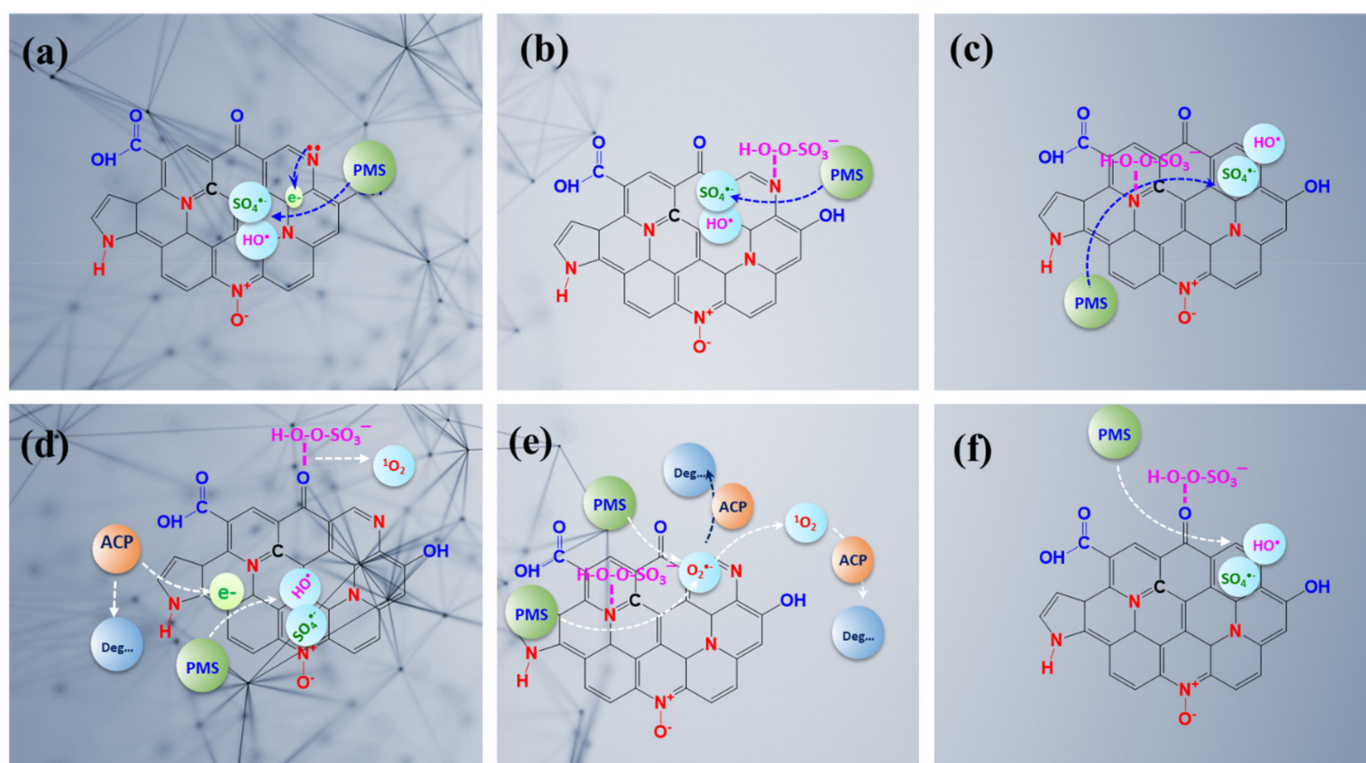 (a)
O
O
C
OH
N
PMS
e-
SO₄•-
C
N
HO•
N
N
H
N⁺
O⁻
(b)
H-O-O-SO₃⁻
O
O
C
OH
N
PMS
SO₄•-
C
OH
HO•
N
N
N
H
N⁺
O⁻
(c)
O
O
C
OH
HO•
H-O-O-SO₃⁻
SO₄•-
C
OH
N
N
N
H
PMS
N⁺
O⁻
(d)
H-O-O-SO₃⁻
¹O₂
O
O
C
OH
N
ACP
C
OH
N
e-
HO•
N
N
H
SO₄•-
Deg...
PMS
N⁺
O⁻
(e)
Deg...
PMS
ACP
¹O₂
O
O
C
OH
ACP
H-O-O-SO₃⁻
O₂•-
N
PMS
N
C
OH
Deg...
N
N
H
N⁺
O⁻
(f)
PMS
H-O-O-SO₃⁻
O
O
C
OH
HO•
SO₄•-
C
OH
N
N
N
H
N⁺
O⁻